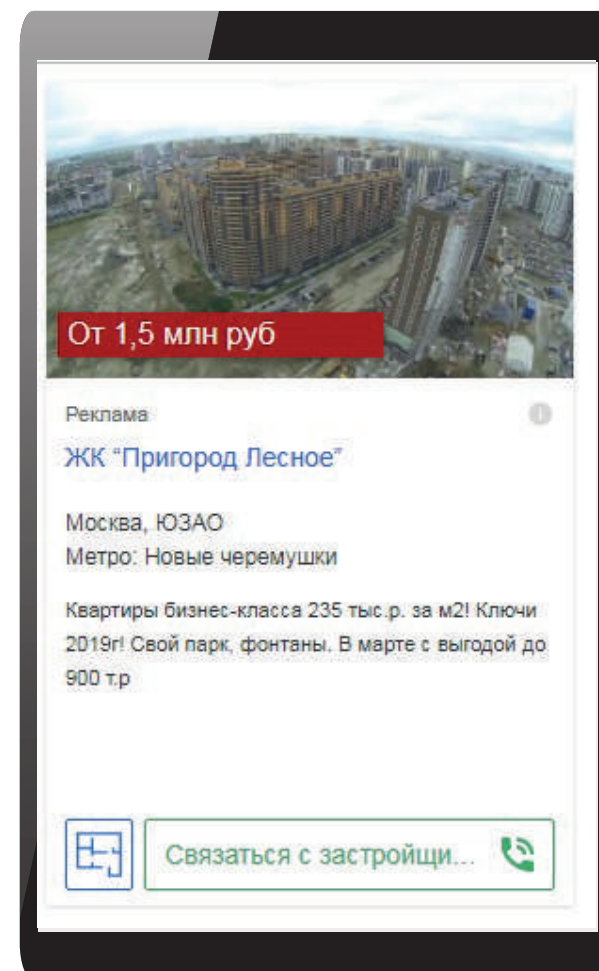 От 1,5 млн руб
Реклама
ЖК “Пригород Лесное”
Москва, ЮЗАО
Метро: Новые черемушки
Квартиры бизнес-класса 235 тыс.р. за м2! Ключи
2019г! Свой парк, фонтаны. В марте с выгодой до
900 т.р
Связаться с застройщи...